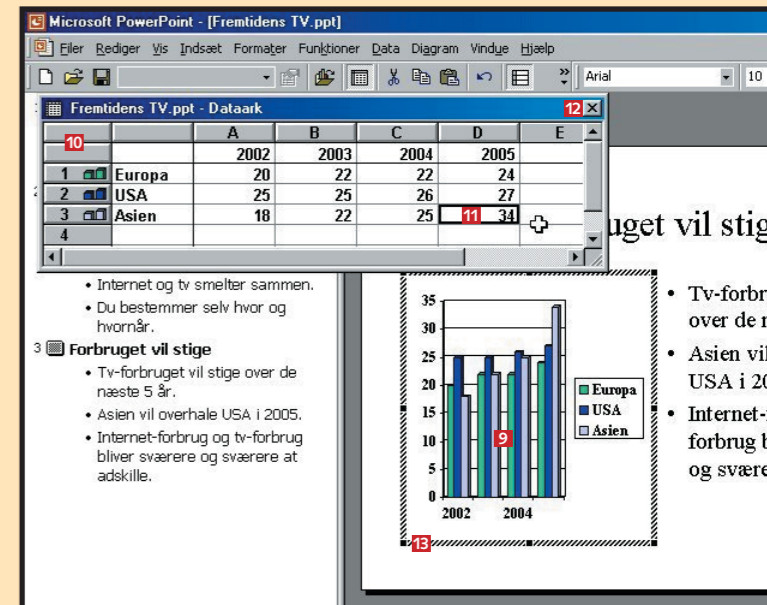 Microsoft PowerPoint - [Fremtidens TV.ppt]
Filer Rediger Vis Indsæt Formater Funktioner Data Diagram Vindue Hjælp
Arial 10
Fremtidens TV.ppt - Dataark 12
10 A B C D E
2002 2003 2004 2005
1 Europa 20 22 22 24
2 USA 25 25 26 27
3 Asien 18 22 25 11 34
4
• Internet og tv smelter sammen.
• Du bestemmer selv hvor og
hvornår.
3 Forbruget vil stige
• Tv-forbruget vil stige over de
næste 5 år.
• Asien vil overhale USA i 2005.
• Internet-forbrug og tv-forbrug
bliver sværere og sværere at
adskille.
uget vil stig
35
30
25
20
15
10
5
0
2002 2004
Europa
USA
Asien
9
13
• Tv-forbr
over de
• Asien vil
USA i 20
• Internet-
forbrug b
og svære